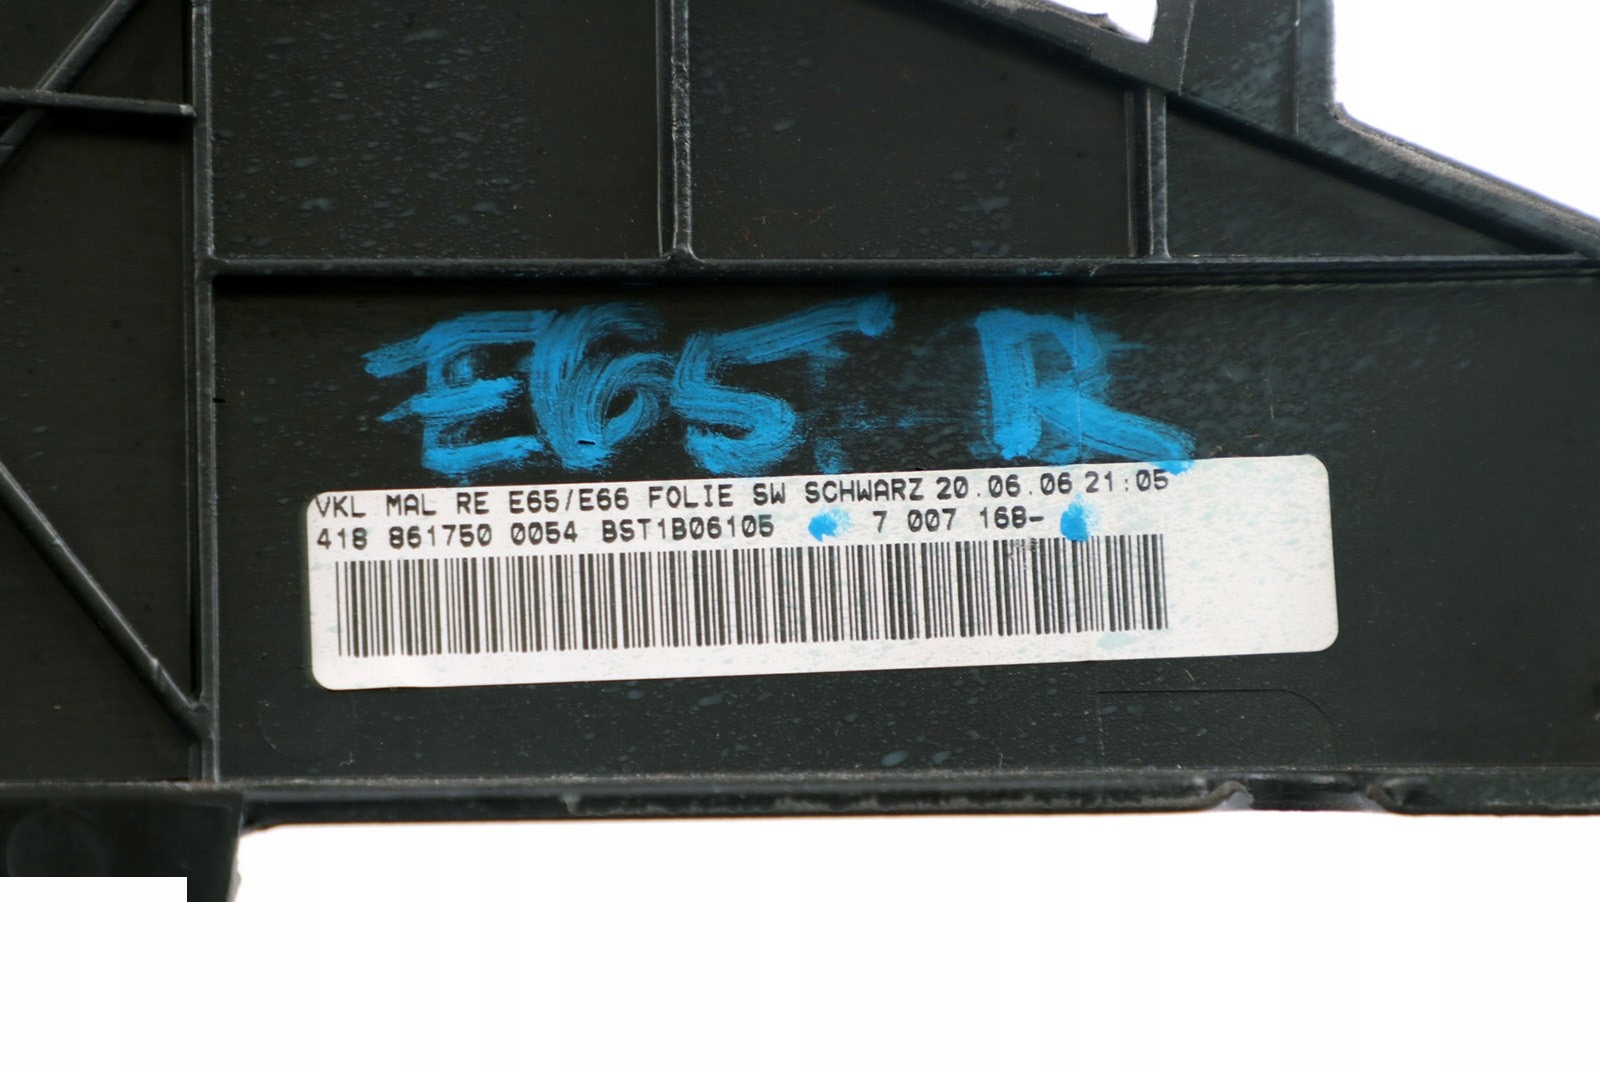 E65 R
VKL MAL RE E65/E66 FOLIE SW SCHWARZ 20.06.06 21:05
418 861750 0054 BST1B06105 7 007 168-